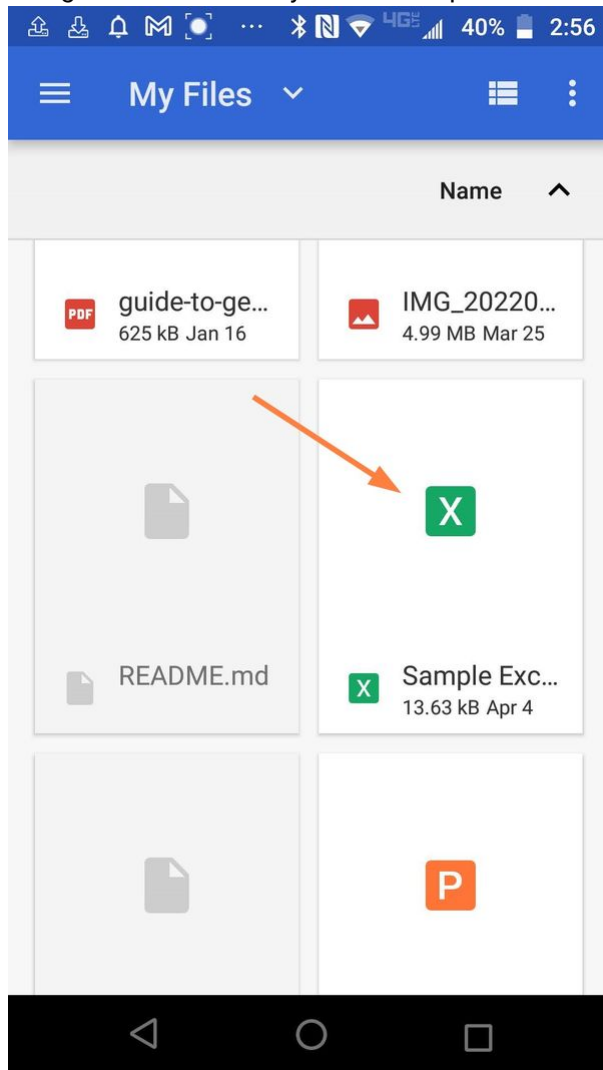 4GE 40% 2:56
My Files
Name
PDF guide-to-ge...
625 kB Jan 16
IMG_20220...
4.99 MB Mar 25
X
README.md
X Sample Exc...
13.63 kB Apr 4
P